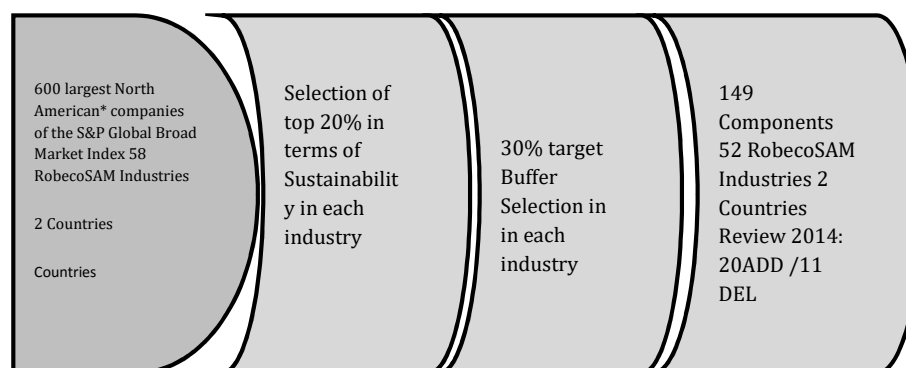 600 largest North
American* companies
of the S&P Global Broad
Market Index 58
RobecoSAM Industries
2 Countries
Countries
Selection of
top 20% in
terms of
Sustainabilit
y in each
industry
30% target
Buffer
Selection in
in each
industry
149
Components
52 RobecoSAM
Industries 2
Countries
Review 2014:
20ADD /11
DEL